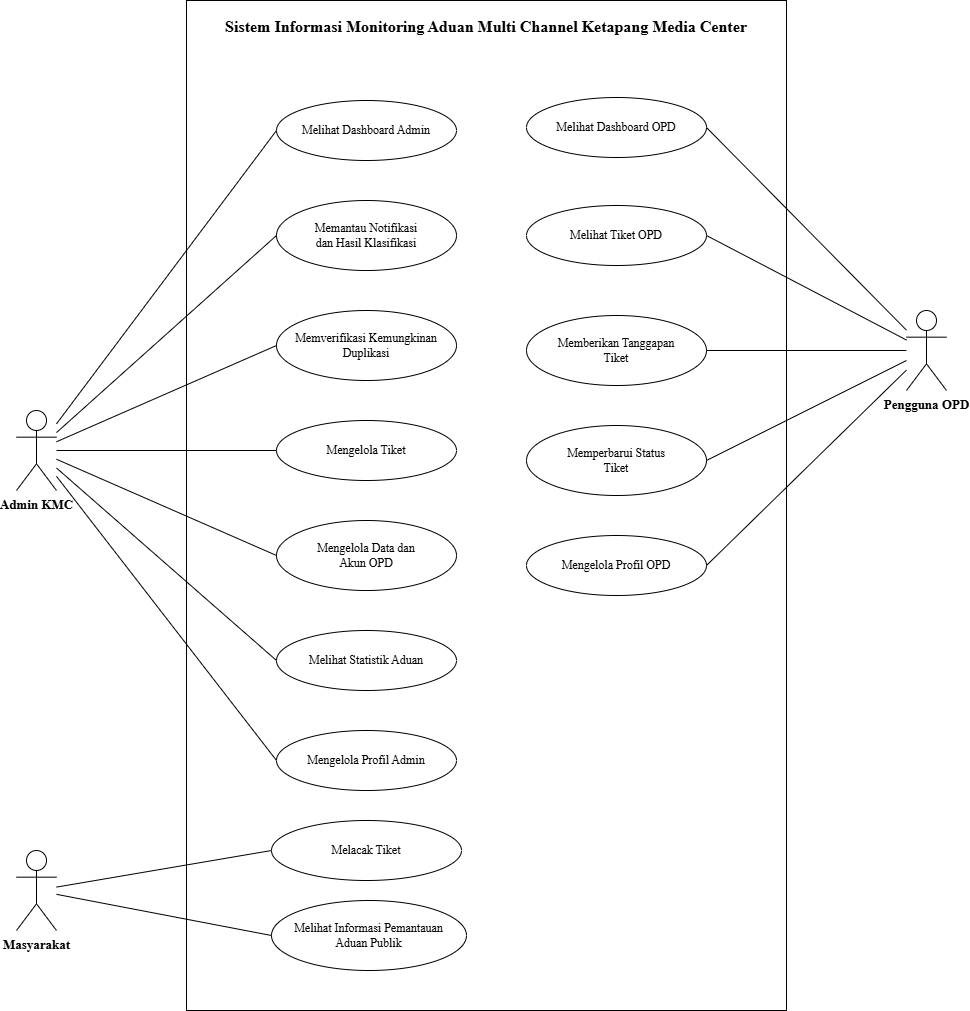 Sistem Informasi Monitoring Aduan Multi Channel Ketapang Media Center
Melihat Dashboard Admin
Memantau Notifikasi
dan Hasil Klasifikasi
Memverifikasi Kemungkinan
Duplikasi
Mengelola Tiket
Mengelola Data dan
Akun OPD
Melihat Statistik Aduan
Mengelola Profil Admin
Melacak Tiket
Melihat Informasi Pemantauan
Aduan Publik
Melihat Dashboard OPD
Melihat Tiket OPD
Memberikan Tanggapan
Tiket
Memperbarui Status
Tiket
Mengelola Profil OPD
Admin KMC
Masyarakat
Pengguna OPD